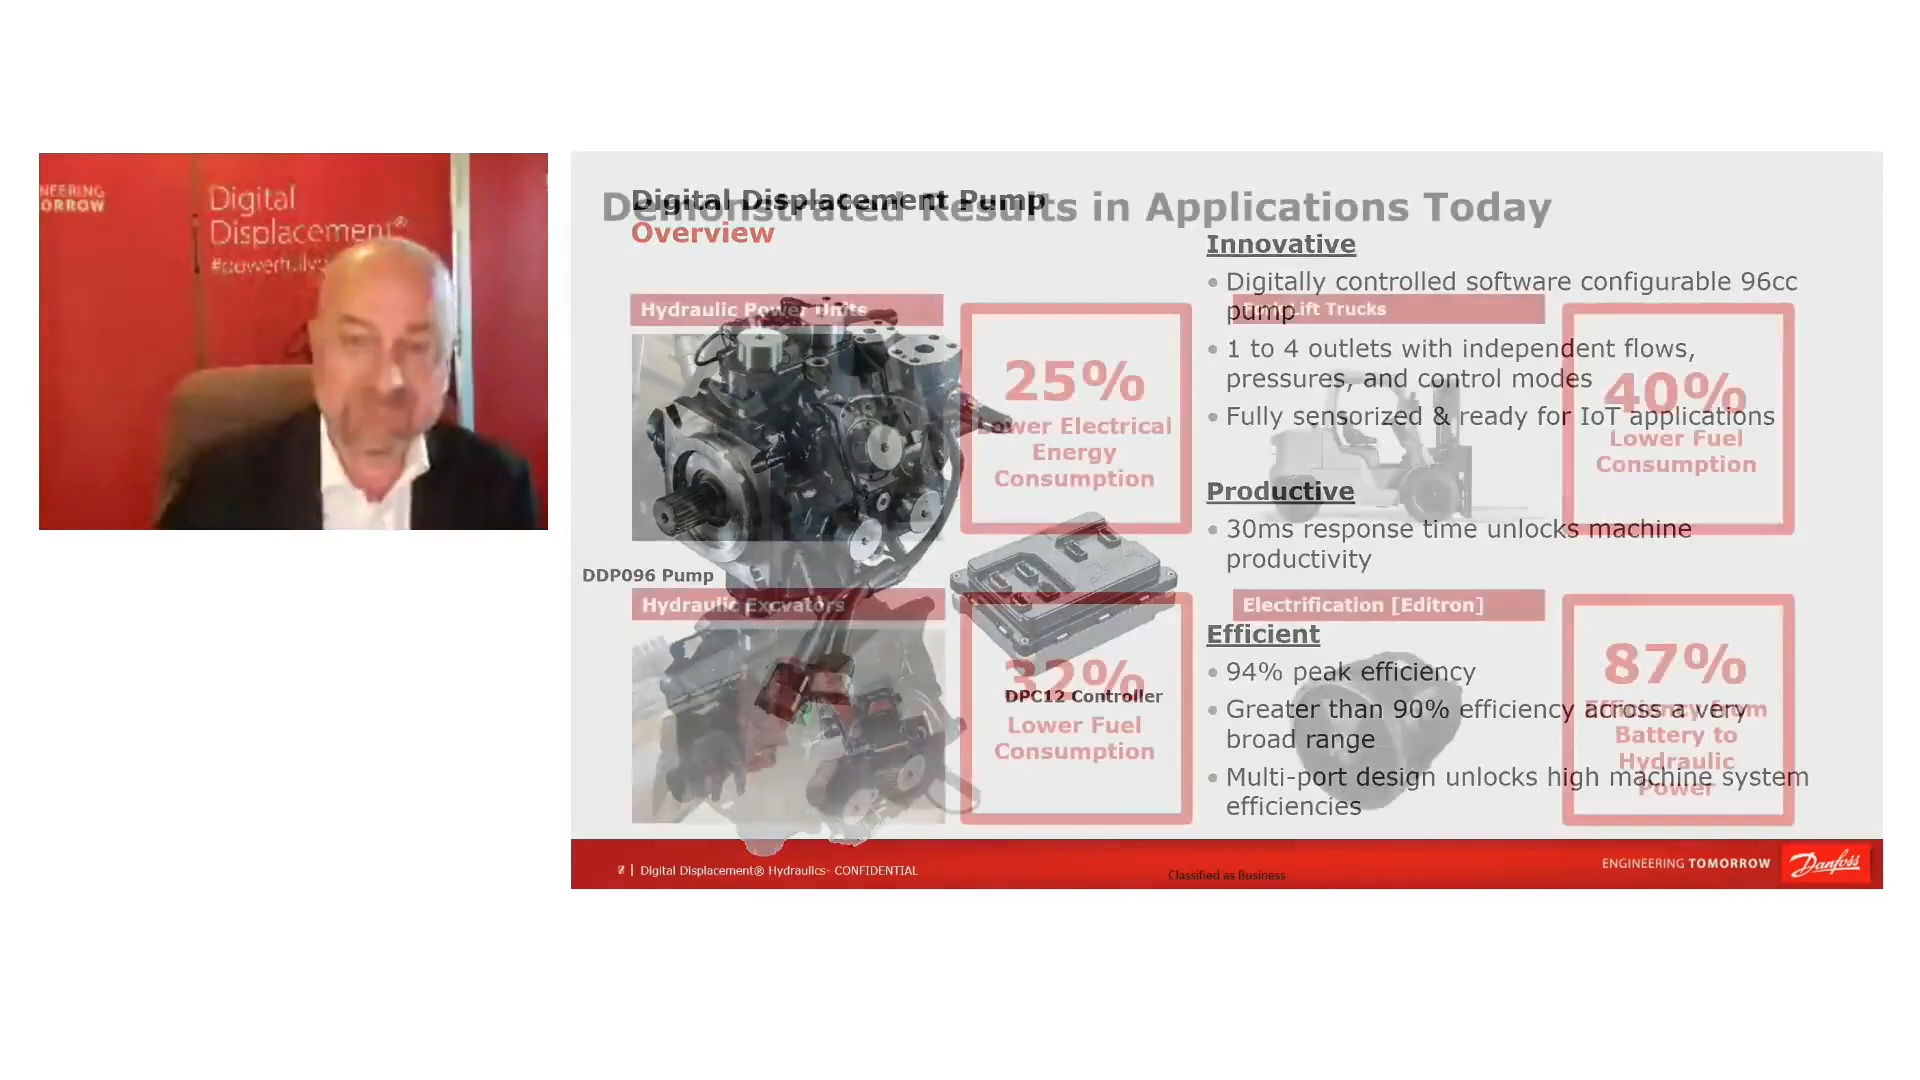 NEERING
ORROW
Digital
Displacement®
Digital Displacement Pump
Overview
Demonstrated Results in Applications Today
Innovative
• Digitally controlled software configurable 96cc
pump
• 1 to 4 outlets with independent flows,
pressures, and control modes
• Fully sensorized & ready for IoT applications
Productive
• 30ms response time unlocks machine
productivity
Efficient
• 94% peak efficiency
• Greater than 90% efficiency across a very
broad range
• Multi-port design unlocks high machine system
efficiencies
DDP096 Pump
DPC12 Controller
Hydraulic Power Units
25%
Lower Electrical
Energy
Consumption
Lift Trucks
40%
Lower Fuel
Consumption
Hydraulic Excvators
32%
Lower Fuel
Consumption
Electrification [Editron]
87%
Efficiency from
Battery to
Hydraulic
Power
| Digital Displacement® Hydraulics- CONFIDENTIAL
Classified as Business
ENGINEERING TOMORROW
Danfoss